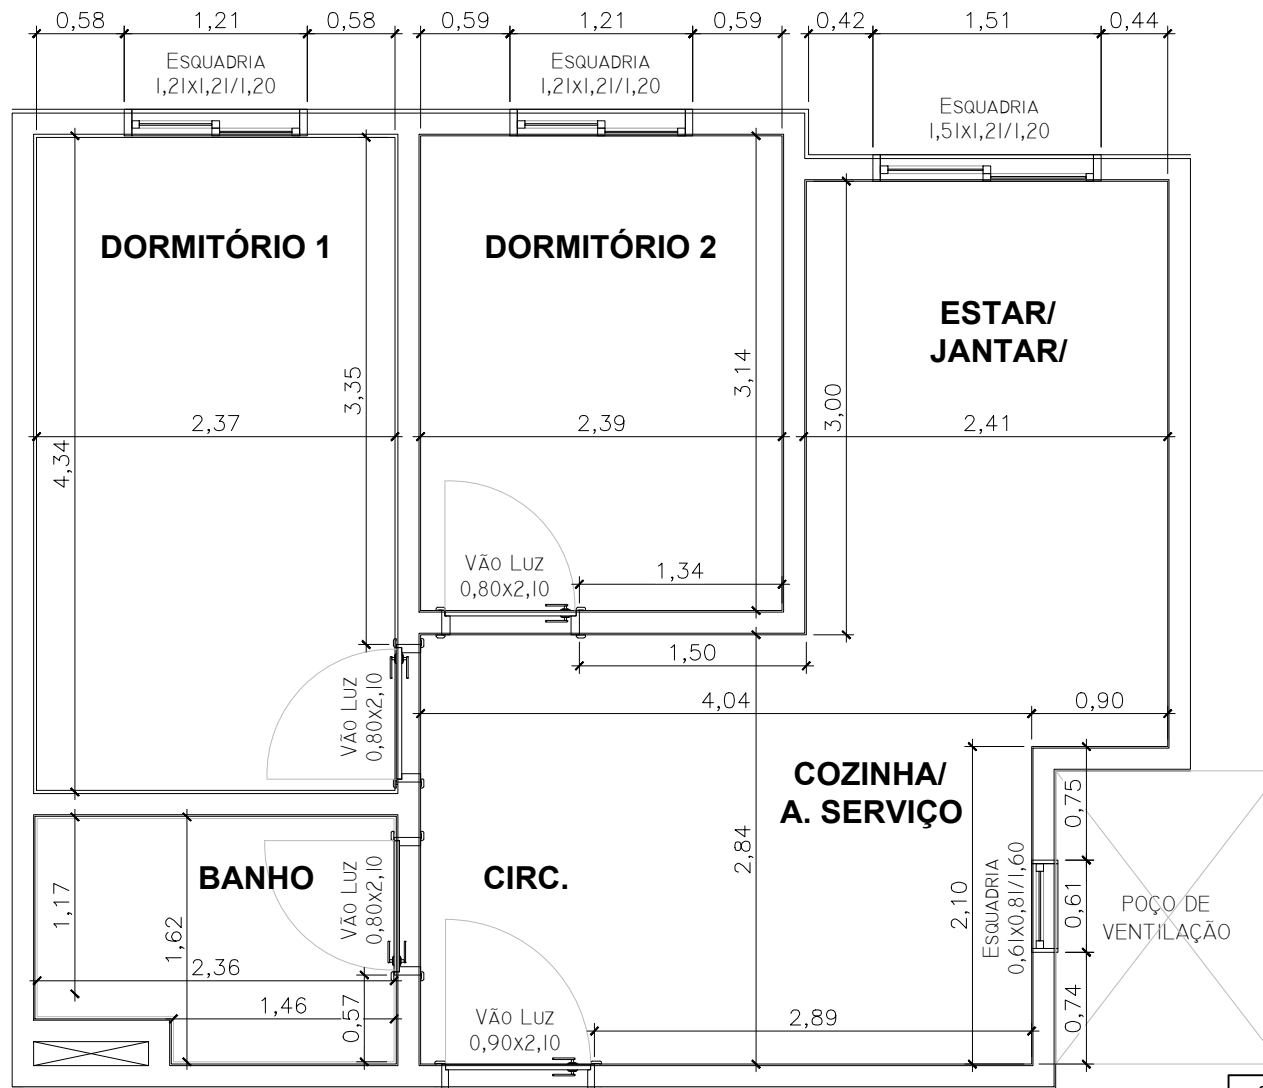 0,58 1,21 0,58 0,59 1,21 0,59 0,42 1,51 0,44
ESQUADRIA
1,21x1,21/1,20
ESQUADRIA
1,21x1,21/1,20
ESQUADRIA
1,51x1,21/1,20
DORMITÓRIO 1
DORMITÓRIO 2
ESTAR/
JANTAR/
3,35
3,14
3,00
2,37
2,39
2,41
4,34
VÃO LUZ
0,80x2,10
1,34
1,50
VÃO LUZ
0,80x2,10
4,04
0,90
COZINHA/
A. SERVIÇO
0,75
2,84
BANHO
VÃO LUZ
0,80x2,10
CIRC.
1,17
1,62
2,10
ESQUADRIA
0,61x0,81/1,60
0,61
POÇO DE
VENTILAÇÃO
2,36
1,46
0,57
VÃO LUZ
0,90x2,10
2,89
0,74